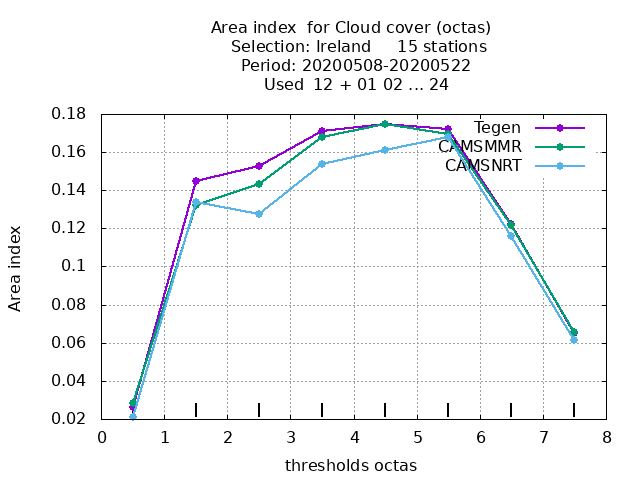 Area index  for Cloud cover (octas)
Selection: Ireland     15 stations
Period: 20200508-20200522
Used  12 + 01 02 ... 24
0.18
0.16
0.14
0.12
0.1
0.08
0.06
0.04
0.02
Area index
Tegen
CAMSMMR
CAMSNRT
0 1 2 3 4 5 6 7 8
thresholds octas